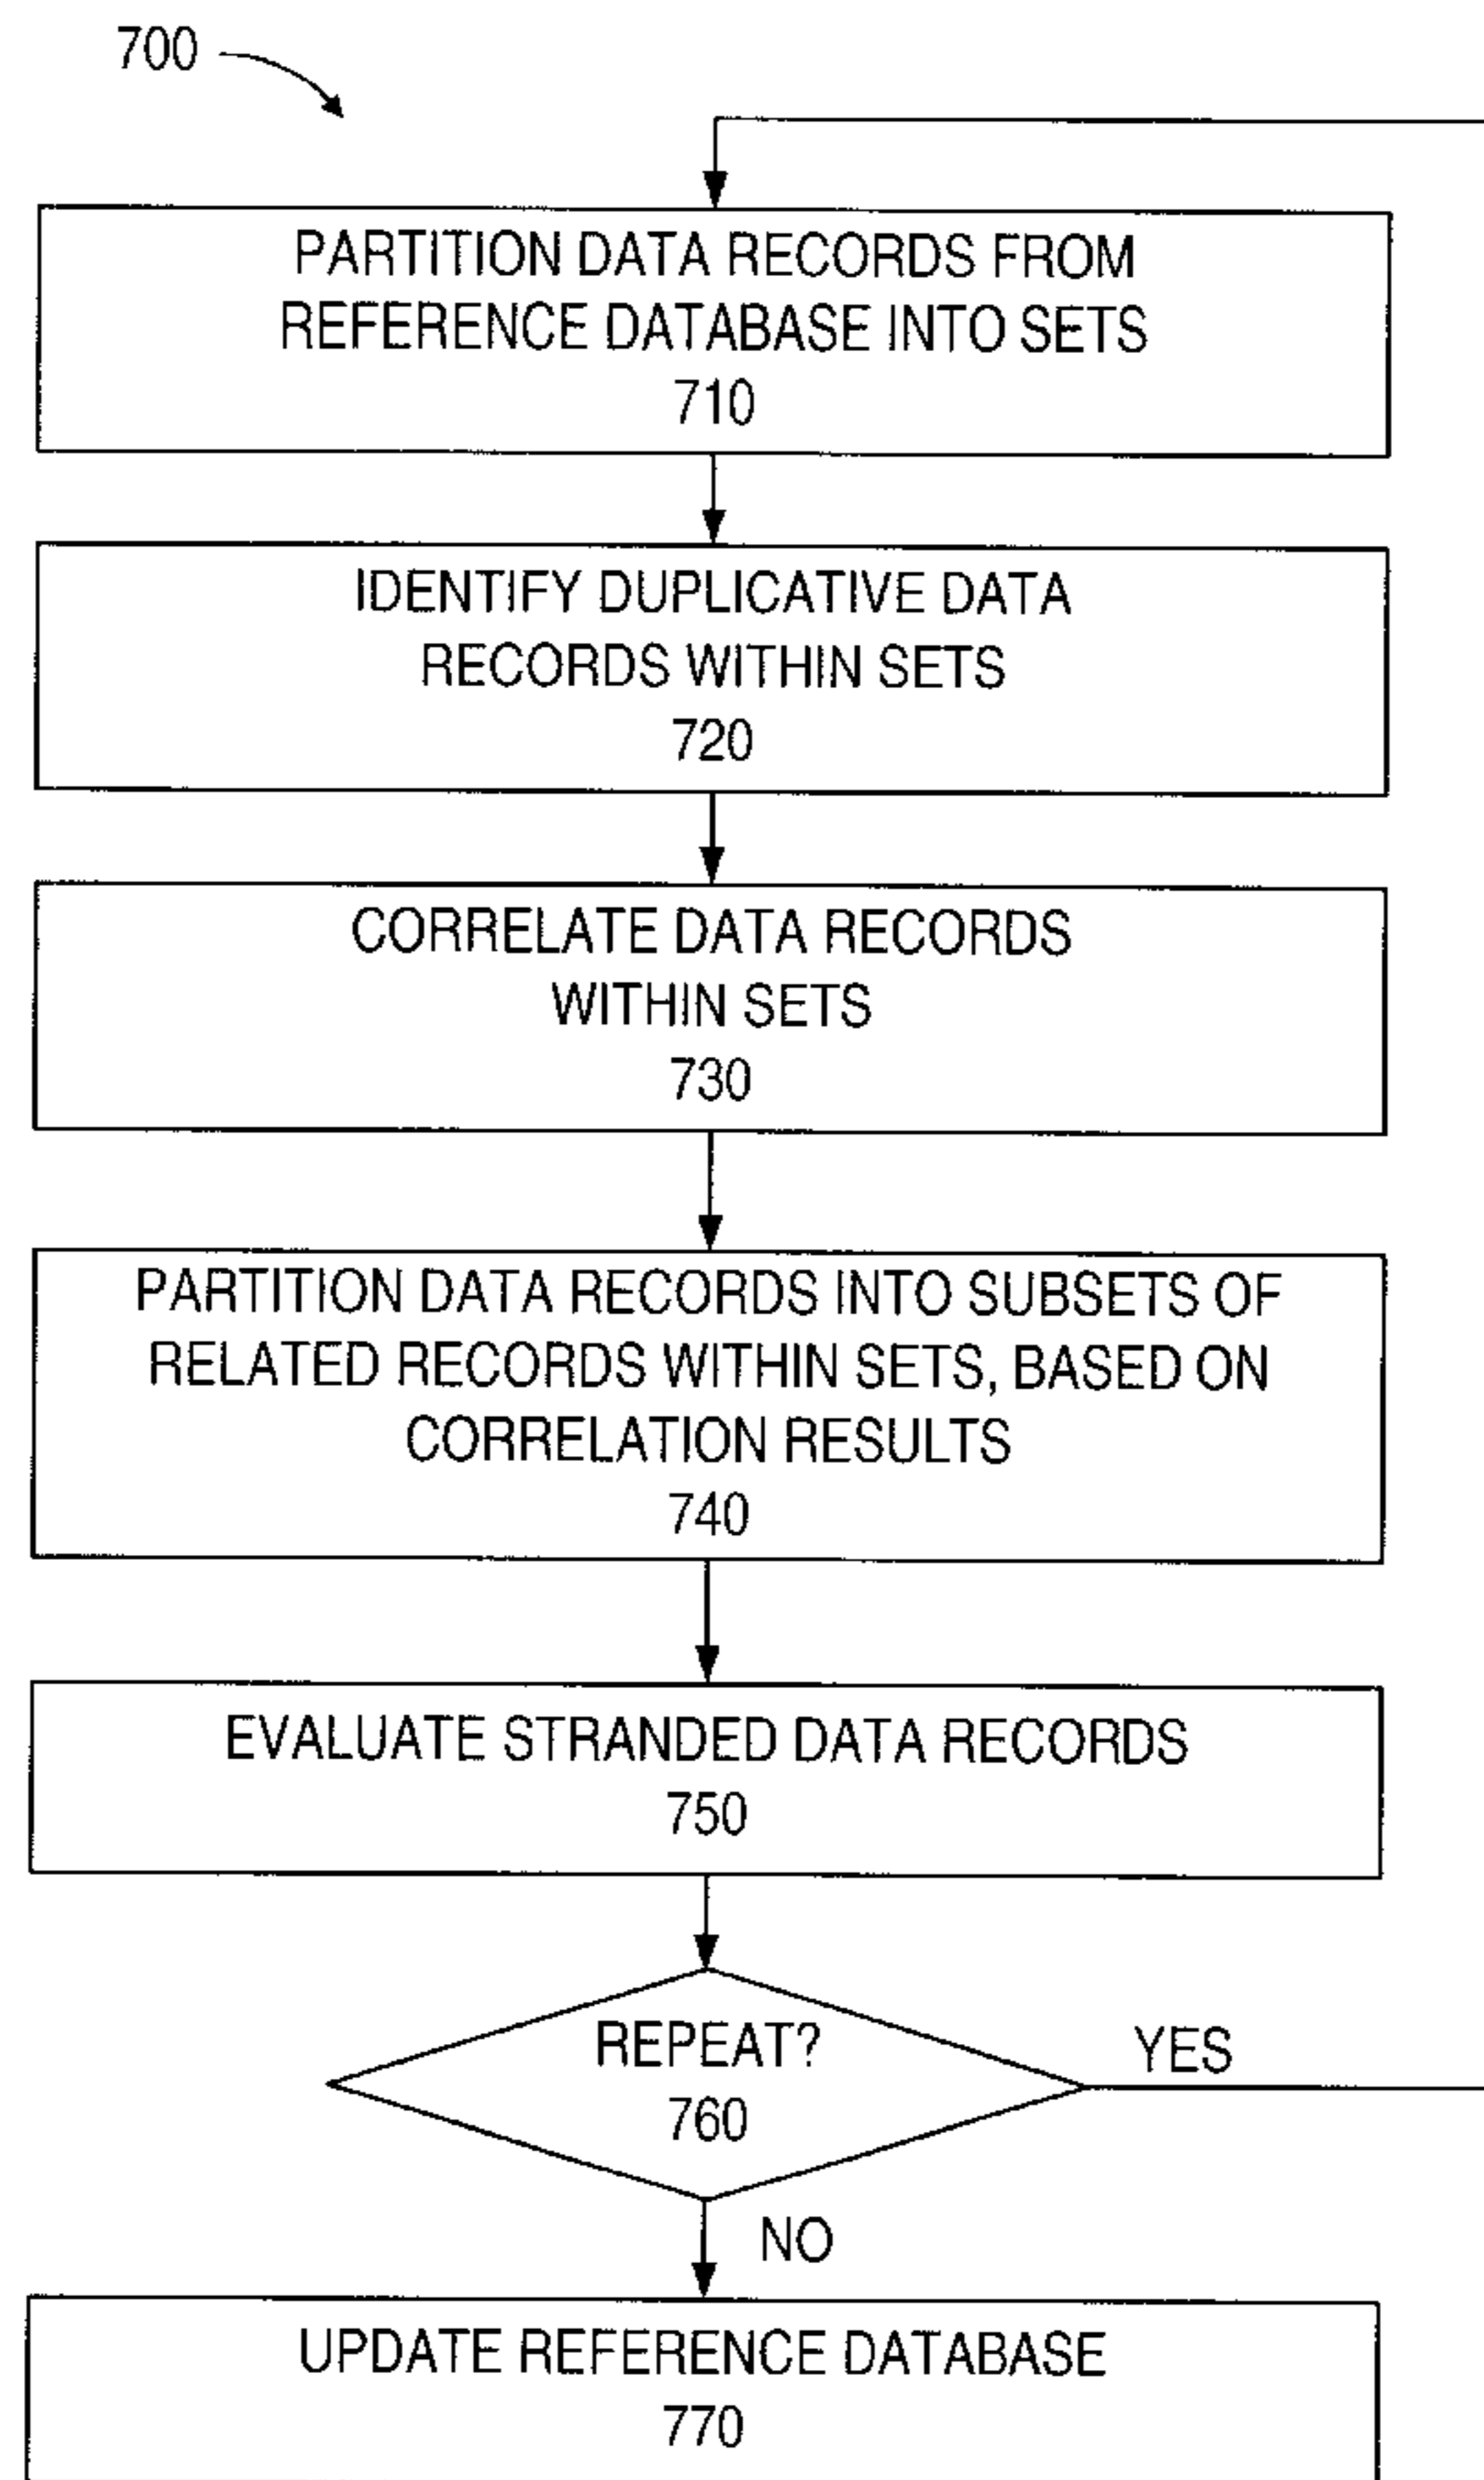 700
PARTITION DATA RECORDS FROM
REFERENCE DATABASE INTO SETS
710
IDENTIFY DUPLICATIVE DATA
RECORDS WITHIN SETS
720
CORRELATE DATA RECORDS
WITHIN SETS
730
PARTITION DATA RECORDS INTO SUBSETS OF
RELATED RECORDS WITHIN SETS, BASED ON
CORRELATION RESULTS
740
EVALUATE STRANDED DATA RECORDS
750
REPEAT?
760
YES
NO
UPDATE REFERENCE DATABASE
770